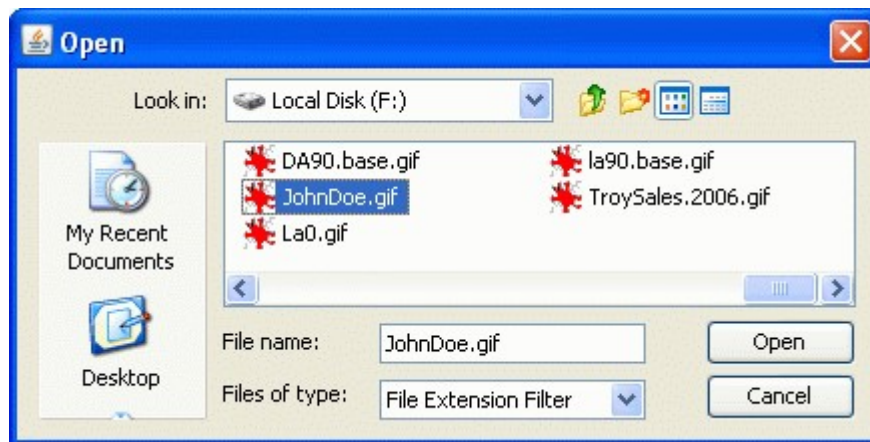 Open
Look in: Local Disk (F:)
My Recent
Documents
Desktop
DA90.base.gif
JohnDoe.gif
La0.gif
la90.base.gif
TroySales.2006.gif
File name: JohnDoe.gif Open
Files of type: File Extension Filter Cancel